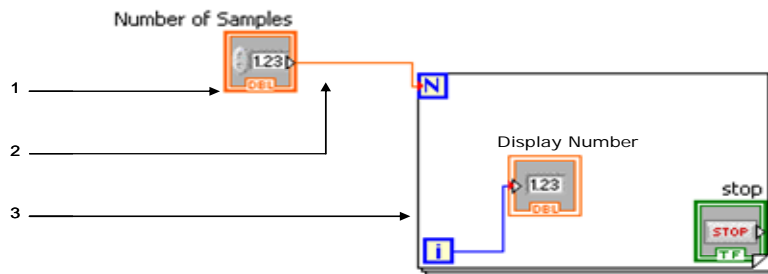 Number of Samples
1.23
DBL
1
N
2
Display Number
1.23
DBL
stop
STOP
TF
3
i